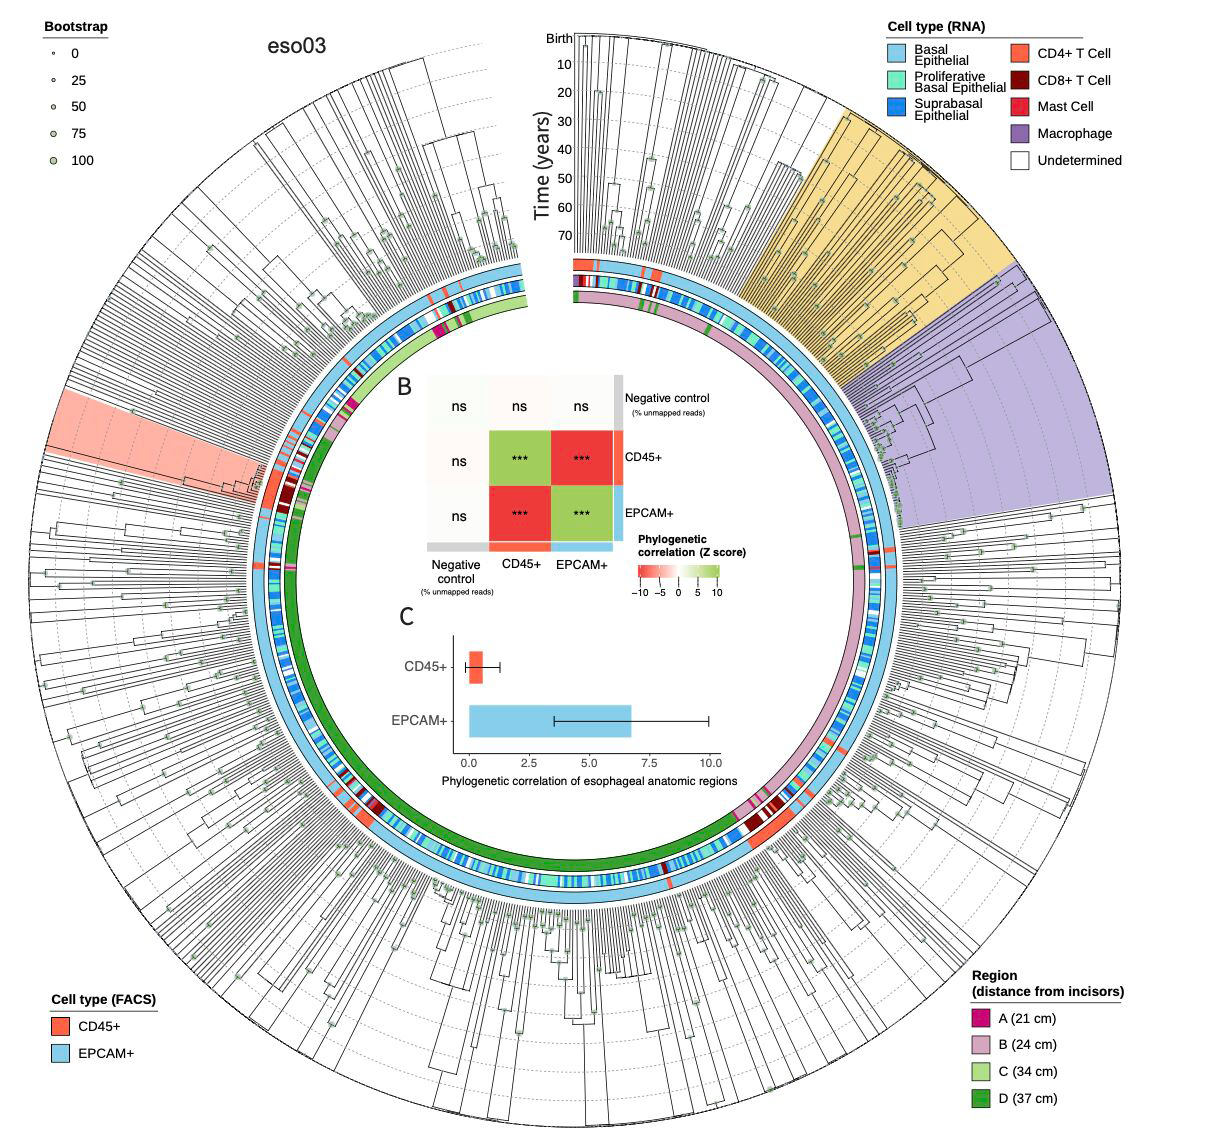 Bootstrap
0
25
50
75
100
eso03
Birth
10
20
30
40
50
60
70
Time (years)
Cell type (RNA)
Basal
Epithelial
Proliferative
Basal Epithelial
Suprabasal
Epithelial
CD4+ T Cell
CD8+ T Cell
Mast Cell
Macrophage
Undetermined
B
ns ns ns
ns *** ***
ns *** ***
Negative control
(% unmapped reads)
CD45+
EPCAM+
Negative
control
(% unmapped reads)
CD45+
EPCAM+
Phylogenetic
correlation (Z score)
−10 −5 0 5 10
C
CD45+
EPCAM+
0.0 2.5 5.0 7.5 10.0
Phylogenetic correlation of esophageal anatomic regions
Cell type (FACS)
CD45+
EPCAM+
Region
(distance from incisors)
A (21 cm)
B (24 cm)
C (34 cm)
D (37 cm)